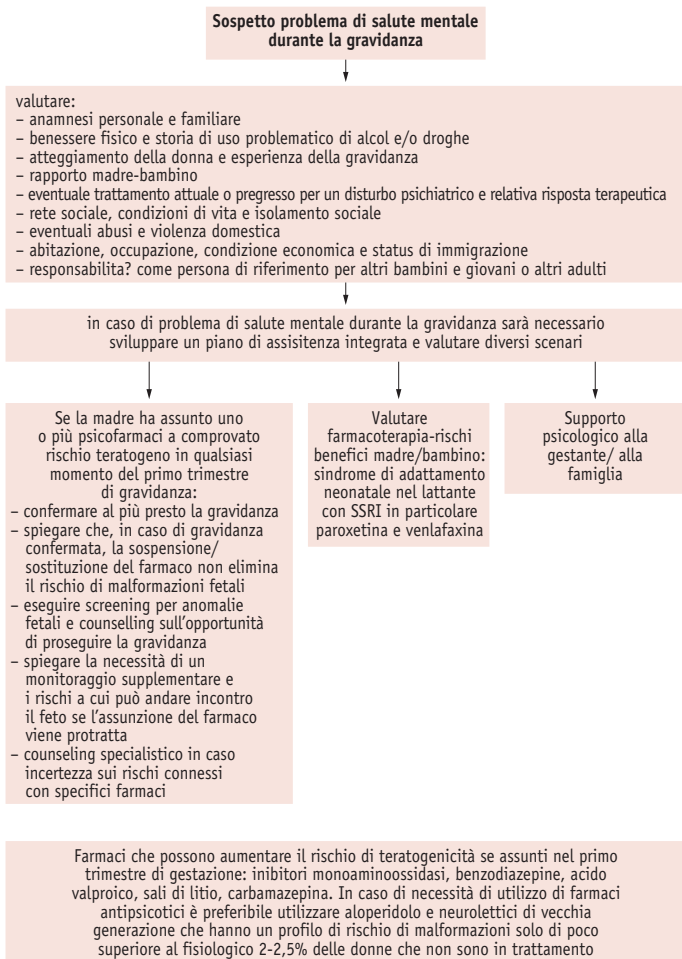 Sospetto problema di salute mentale
durante la gravidanza
valutare:
– anamnesi personale e familiare
– benessere fisico e storia di uso problematico di alcol e/o droghe
– atteggiamento della donna e esperienza della gravidanza
– rapporto madre-bambino
– eventuale trattamento attuale o pregresso per un disturbo psichiatrico e relativa risposta terapeutica
– rete sociale, condizioni di vita e isolamento sociale
– eventuali abusi e violenza domestica
– abitazione, occupazione, condizione economica e status di immigrazione
– responsabilita? come persona di riferimento per altri bambini e giovani o altri adulti
in caso di problema di salute mentale durante la gravidanza sarà necessario
sviluppare un piano di assisitenza integrata e valutare diversi scenari
Se la madre ha assunto uno
o più psicofarmaci a comprovato
rischio teratogeno in qualsiasi
momento del primo trimestre
di gravidanza:
– confermare al più presto la gravidanza
– spiegare che, in caso di gravidanza
confermata, la sospensione/
sostituzione del farmaco non elimina
il rischio di malformazioni fetali
– eseguire screening per anomalie
fetali e counselling sull'opportunità
di proseguire la gravidanza
– spiegare la necessità di un
monitoraggio supplementare e
i rischi a cui può andare incontro
il feto se l'assunzione del farmaco
viene protratta
– counseling specialistico in caso
incertezza sui rischi connessi
con specifici farmaci
Valutare
farmacoterapia-rischi
benefici madre/bambino:
sindrome di adattamento
neonatale nel lattante
con SSRI in particolare
paroxetina e venlafaxina
Supporto
psicologico alla
gestante/ alla
famiglia
Farmaci che possono aumentare il rischio di teratogenicità se assunti nel primo
trimestre di gestazione: inibitori monoaminoossidasi, benzodiazepine, acido
valproico, sali di litio, carbamazepina. In caso di necessità di utilizzo di farmaci
antipsicotici è preferibile utilizzare aloperidolo e neurolettici di vecchia
generazione che hanno un profilo di rischio di malformazioni solo di poco
superiore al fisiologico 2-2,5% delle donne che non sono in trattamento